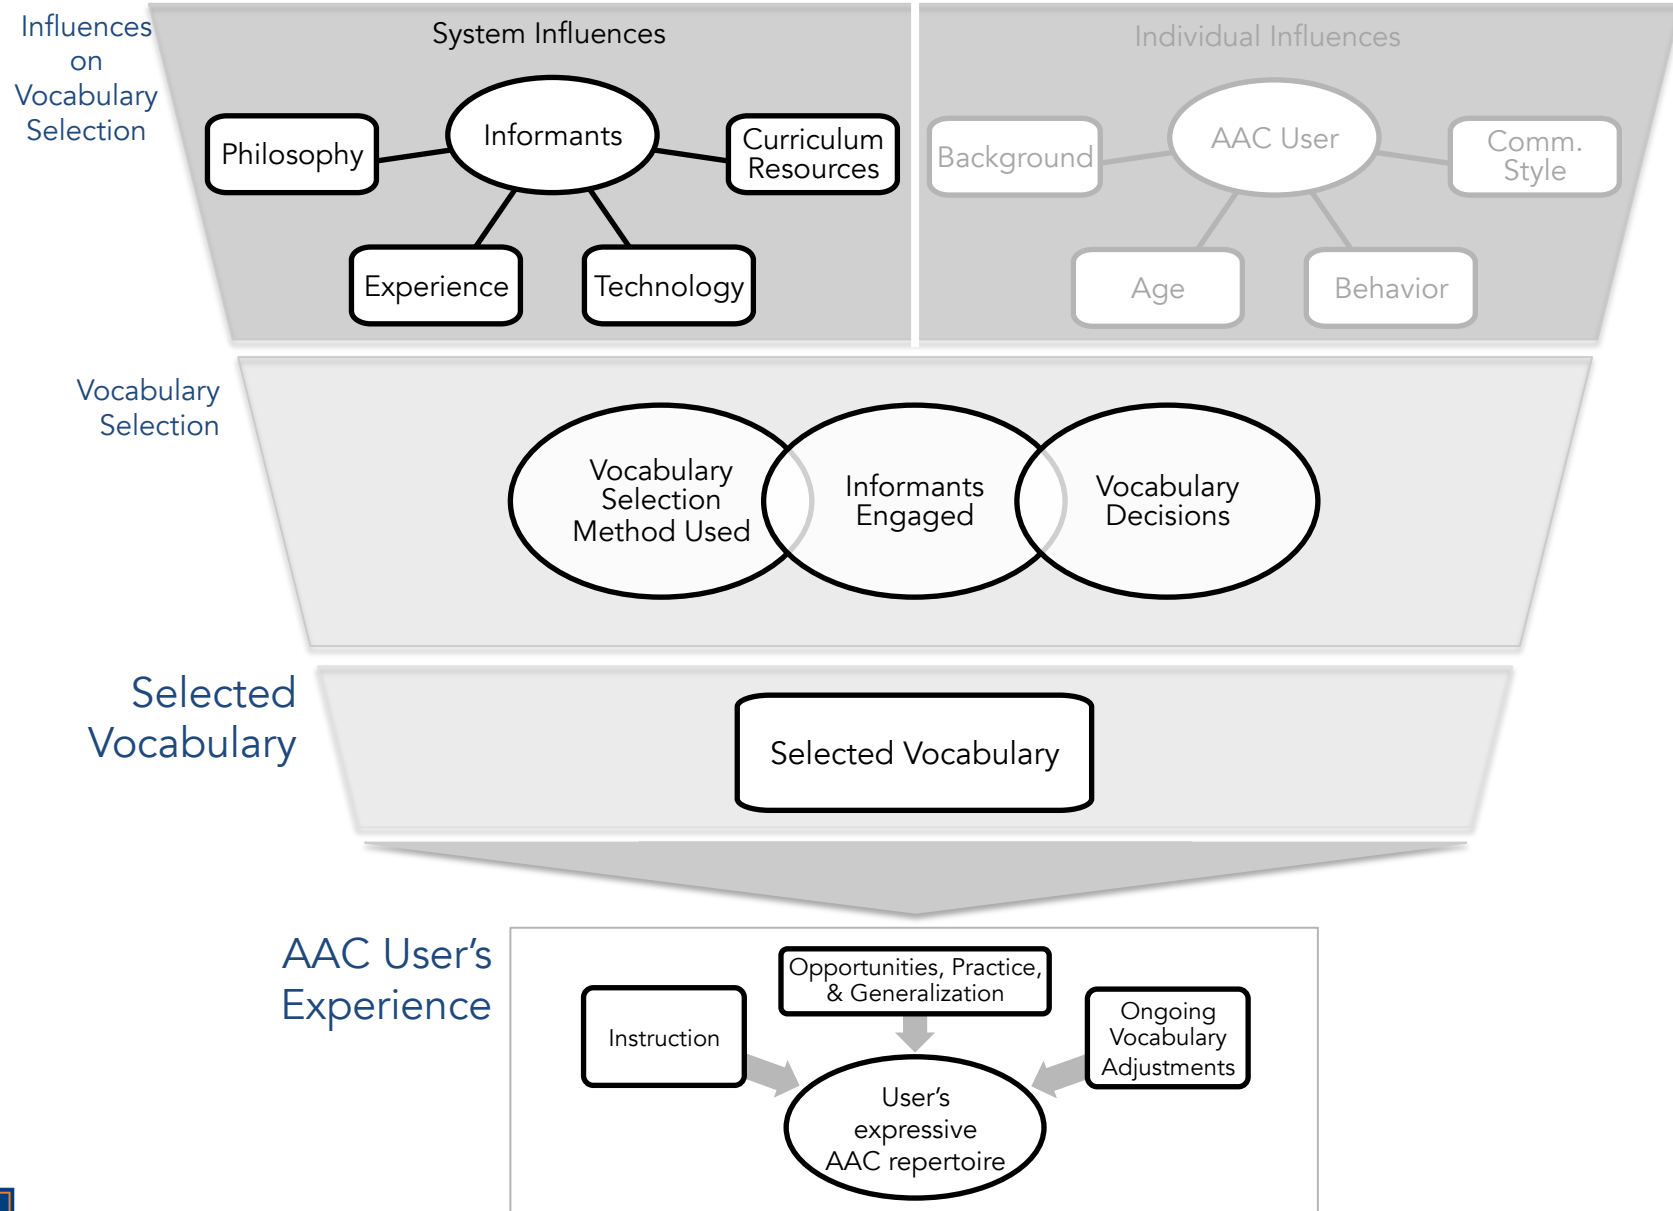 Influences
on
Vocabulary
Selection
System Influences
Informants
Philosophy
Curriculum
Resources
Experience
Technology
Individual Influences
AAC User
Background
Comm.
Style
Age
Behavior
Vocabulary
Selection
Vocabulary
Selection
Method Used
Informants
Engaged
Vocabulary
Decisions
Selected
Vocabulary
Selected Vocabulary
AAC User’s
Experience
Opportunities, Practice,
& Generalization
Instruction
Ongoing
Vocabulary
Adjustments
User’s
expressive
AAC repertoire